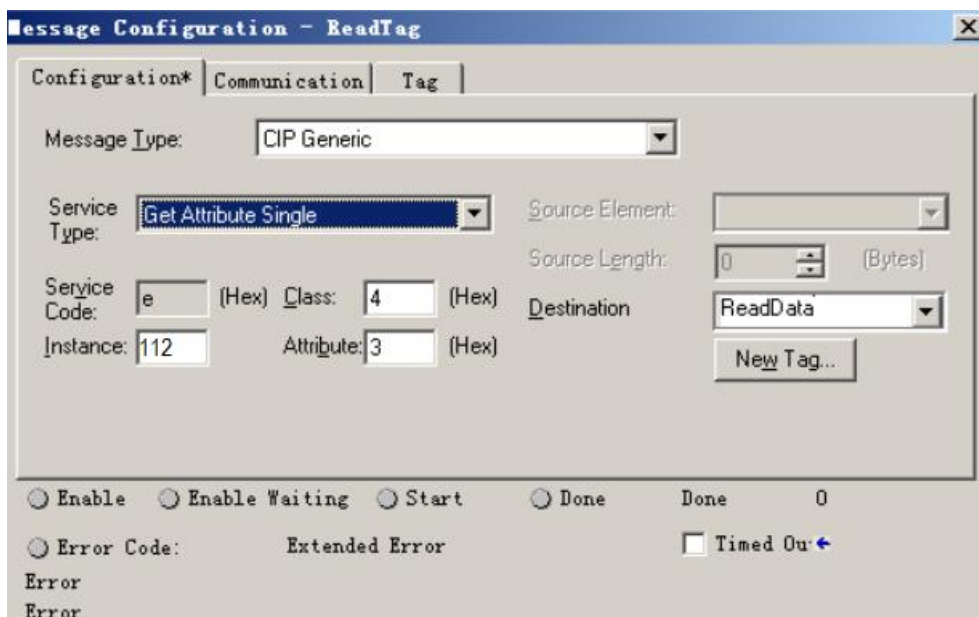 Message Configuration - ReadTag
Configuration* Communication Tag
Message Type: CIP Generic
Service Type: Get Attribute Single
Source Element:
Source Length: 0 (Bytes)
Service Code: e (Hex) Class: 4 (Hex)
Destination ReadData
Instance: 112 Attribute: 3 (Hex)
New Tag...
Enable Enable Waiting Start Done Done 0
Error Code: Extended Error Timed Ou
Error
Error